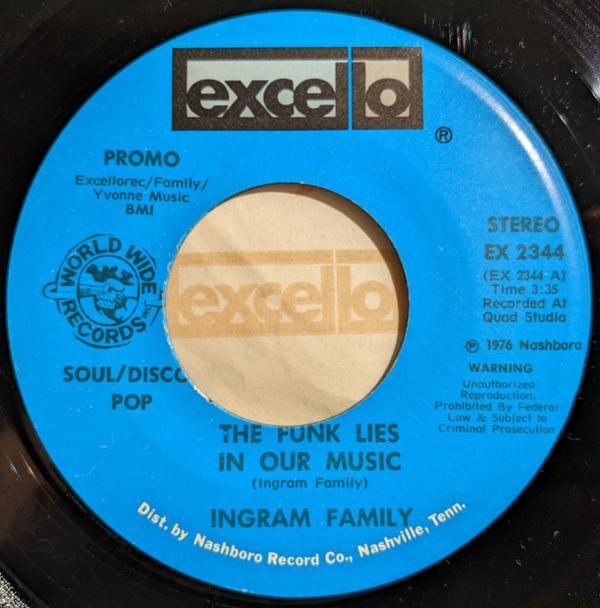 excello
®
PROMO
Excellorec/Family/
Yvonne Music
BMI
WORLD WIDE
RECORDS INC.
SOUL/DISCO
POP
excello
STEREO
EX 2344
(EX 2344 A)
Time 3:35
Recorded At
Quad Studio
℗ 1976 Nashboro
WARNING
Unauthorized
Reproduction.
Prohibited By Federal
Law & Subject to
Criminal Prosecution
THE FUNK LIES
IN OUR MUSIC
(Ingram Family)
INGRAM FAMILY
Dist. by Nashboro Record Co., Nashville, Tenn.